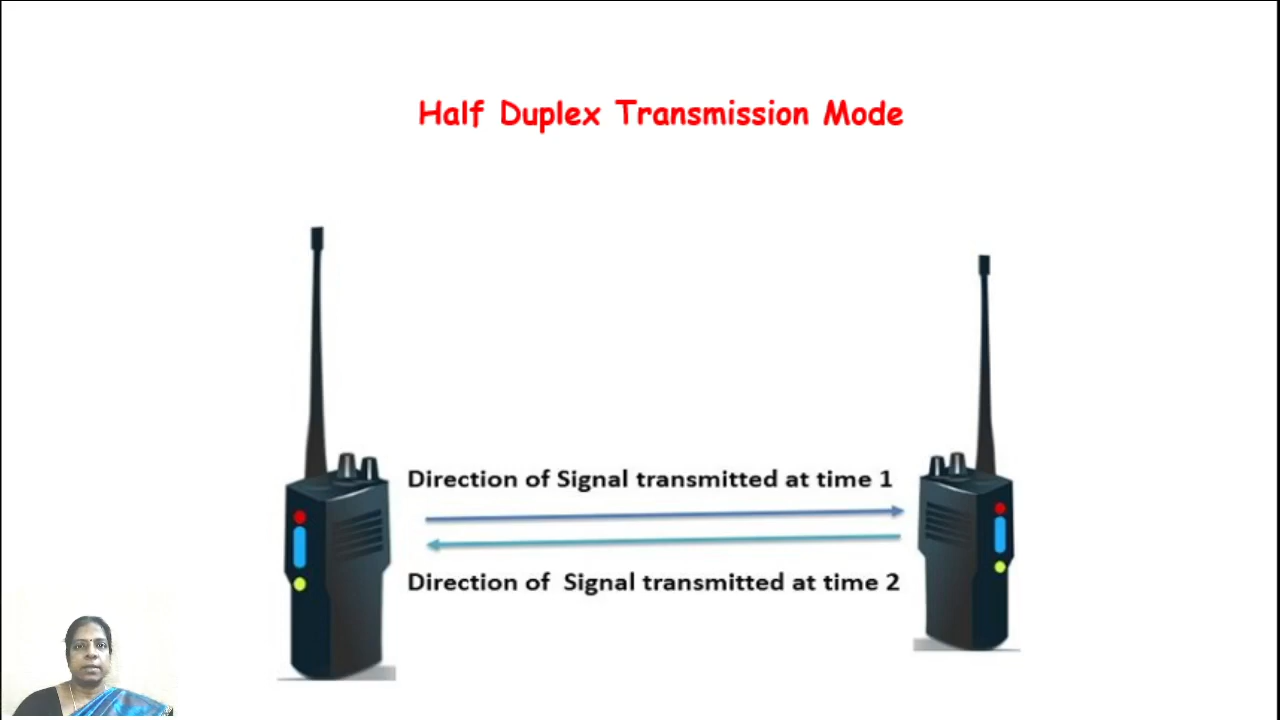 Half Duplex Transmission Mode
Direction of Signal transmitted at time 1
Direction of Signal transmitted at time 2